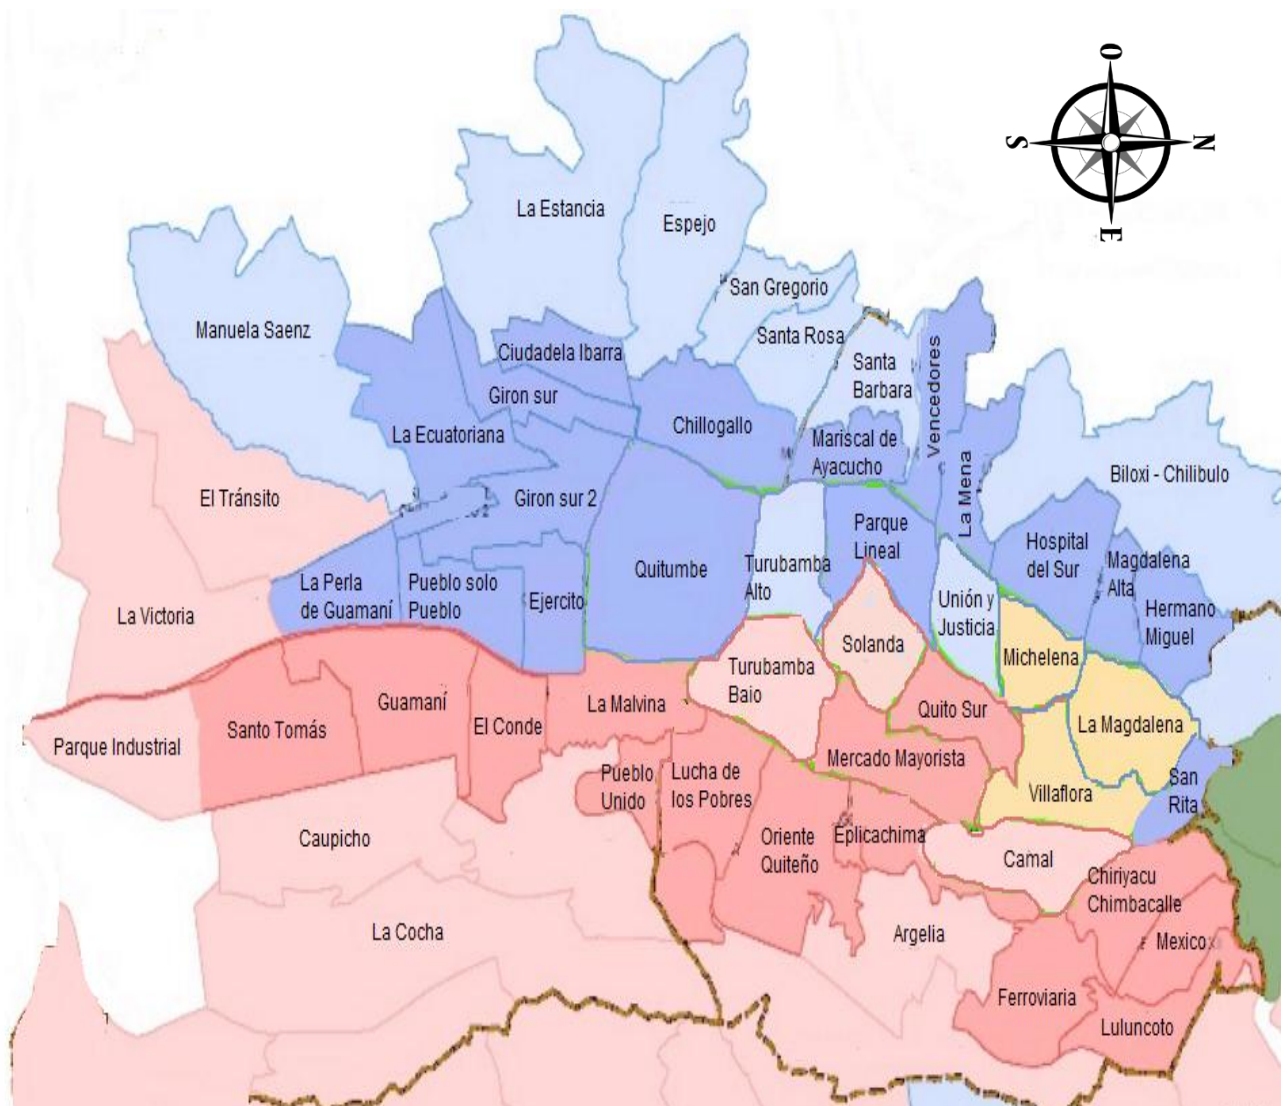 O
S
N
E
La Estancia
Espejo
San Gregorio
Manuela Saenz
Santa Rosa
Ciudadela Ibarra
Santa
Barbara
Vencedores
Giron sur
Chillogallo
La Ecuatoriana
Mariscal de
Ayacucho
La Mena
Biloxi - Chilibulo
El Tránsito
Giron sur 2
Parque
Lineal
Hospital
del Sur
Quitumbe
Turubamba
Alto
Magdalena
Alta
La Perla
de Guamaní
Pueblo solo
Pueblo
Ejercito
Unión y
Justicia
Hermano
Miguel
La Victoria
Solanda
Michelena
Turubamba
Baio
Guamaní
La Malvina
Quito Sur
La Magdalena
Parque Industrial
Santo Tomás
El Conde
Mercado Mayorista
Pueblo
Unido
Lucha de
los Pobres
Villaflora
San
Rita
Caupicho
Oriente
Quiteño
Eplicachima
Camal
Chiriyacu
Chimbacalle
La Cocha
Argelia
Mexico
Ferroviaria
Luluncoto